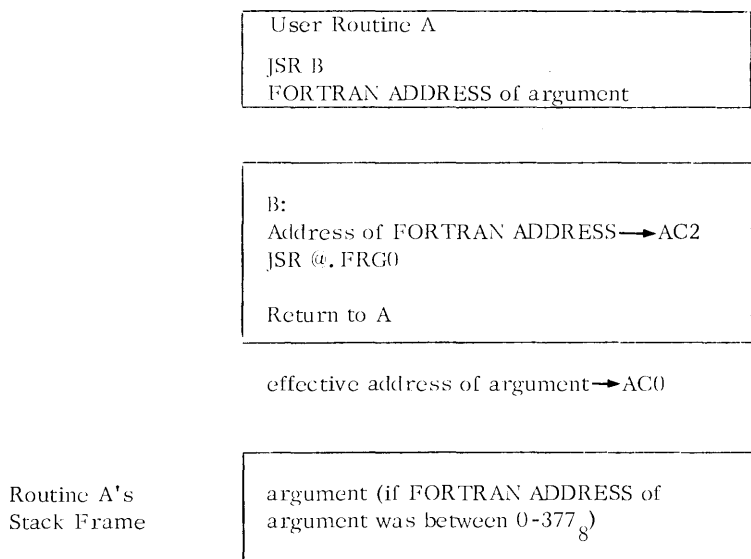 User Routine A
JSR B
FORTRAN ADDRESS of argument
B:
Address of FORTRAN ADDRESS→AC2
JSR @.FRG0
Return to A
effective address of argument→AC0
Routine A's
Stack Frame
argument (if FORTRAN ADDRESS of
argument was between 0-377₈)